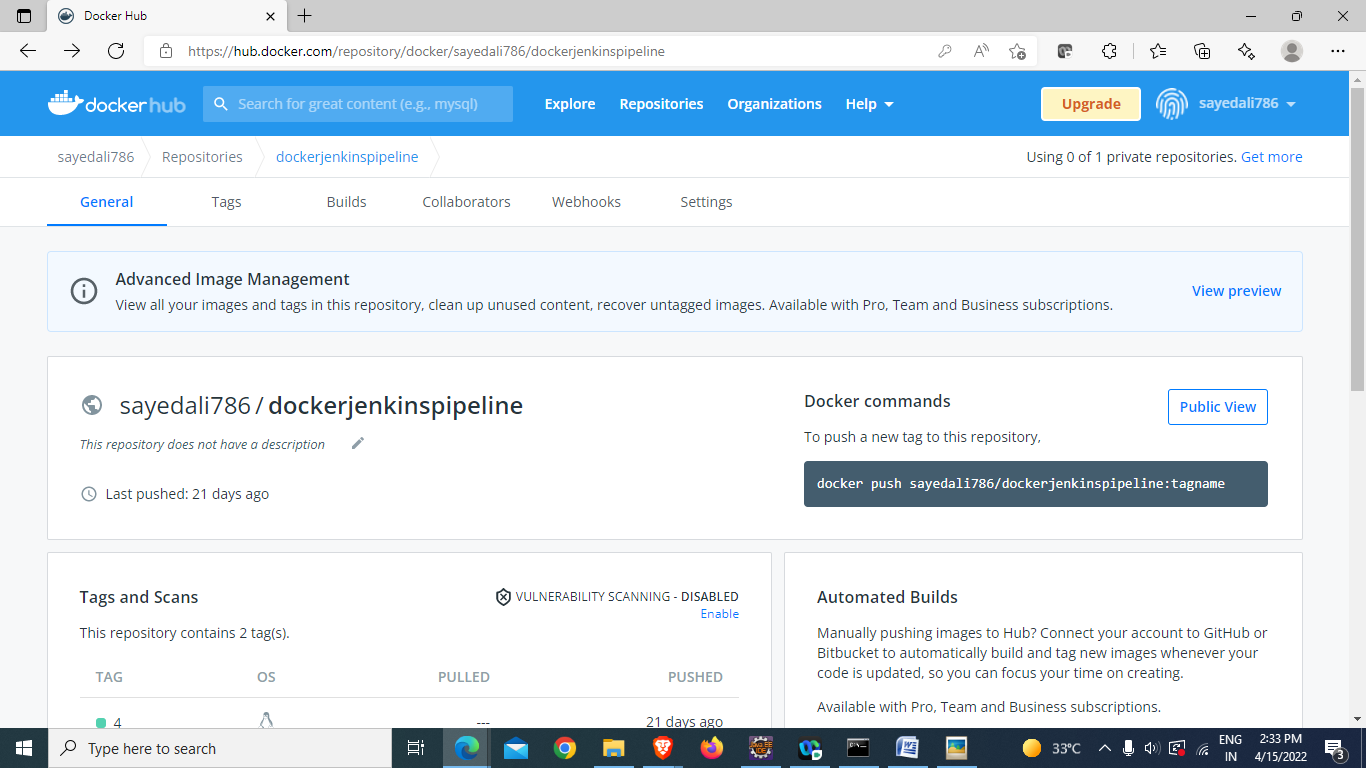 Docker Hub
https://hub.docker.com/repository/docker/sayedali786/dockerjenkinspipeline
dockerhub
Search for great content (e.g., mysql)
Explore
Repositories
Organizations
Help
Upgrade
sayedali786
sayedali786
Repositories
dockerjenkinspipeline
Using 0 of 1 private repositories. Get more
General
Tags
Builds
Collaborators
Webhooks
Settings
Advanced Image Management
View all your images and tags in this repository, clean up unused content, recover untagged images. Available with Pro, Team and Business subscriptions.
View preview
sayedali786 / dockerjenkinspipeline
This repository does not have a description
Last pushed: 21 days ago
Docker commands
Public View
To push a new tag to this repository,
docker push sayedali786/dockerjenkinspipeline:tagname
Tags and Scans
VULNERABILITY SCANNING - DISABLED
Enable
This repository contains 2 tag(s).
TAG
OS
PULLED
PUSHED
4
---
21 days ago
Automated Builds
Manually pushing images to Hub? Connect your account to GitHub or
Bitbucket to automatically build and tag new images whenever your
code is updated, so you can focus your time on creating.
Available with Pro, Team and Business subscriptions.
Type here to search
33°C
ENG
IN
2:33 PM
4/15/2022
3